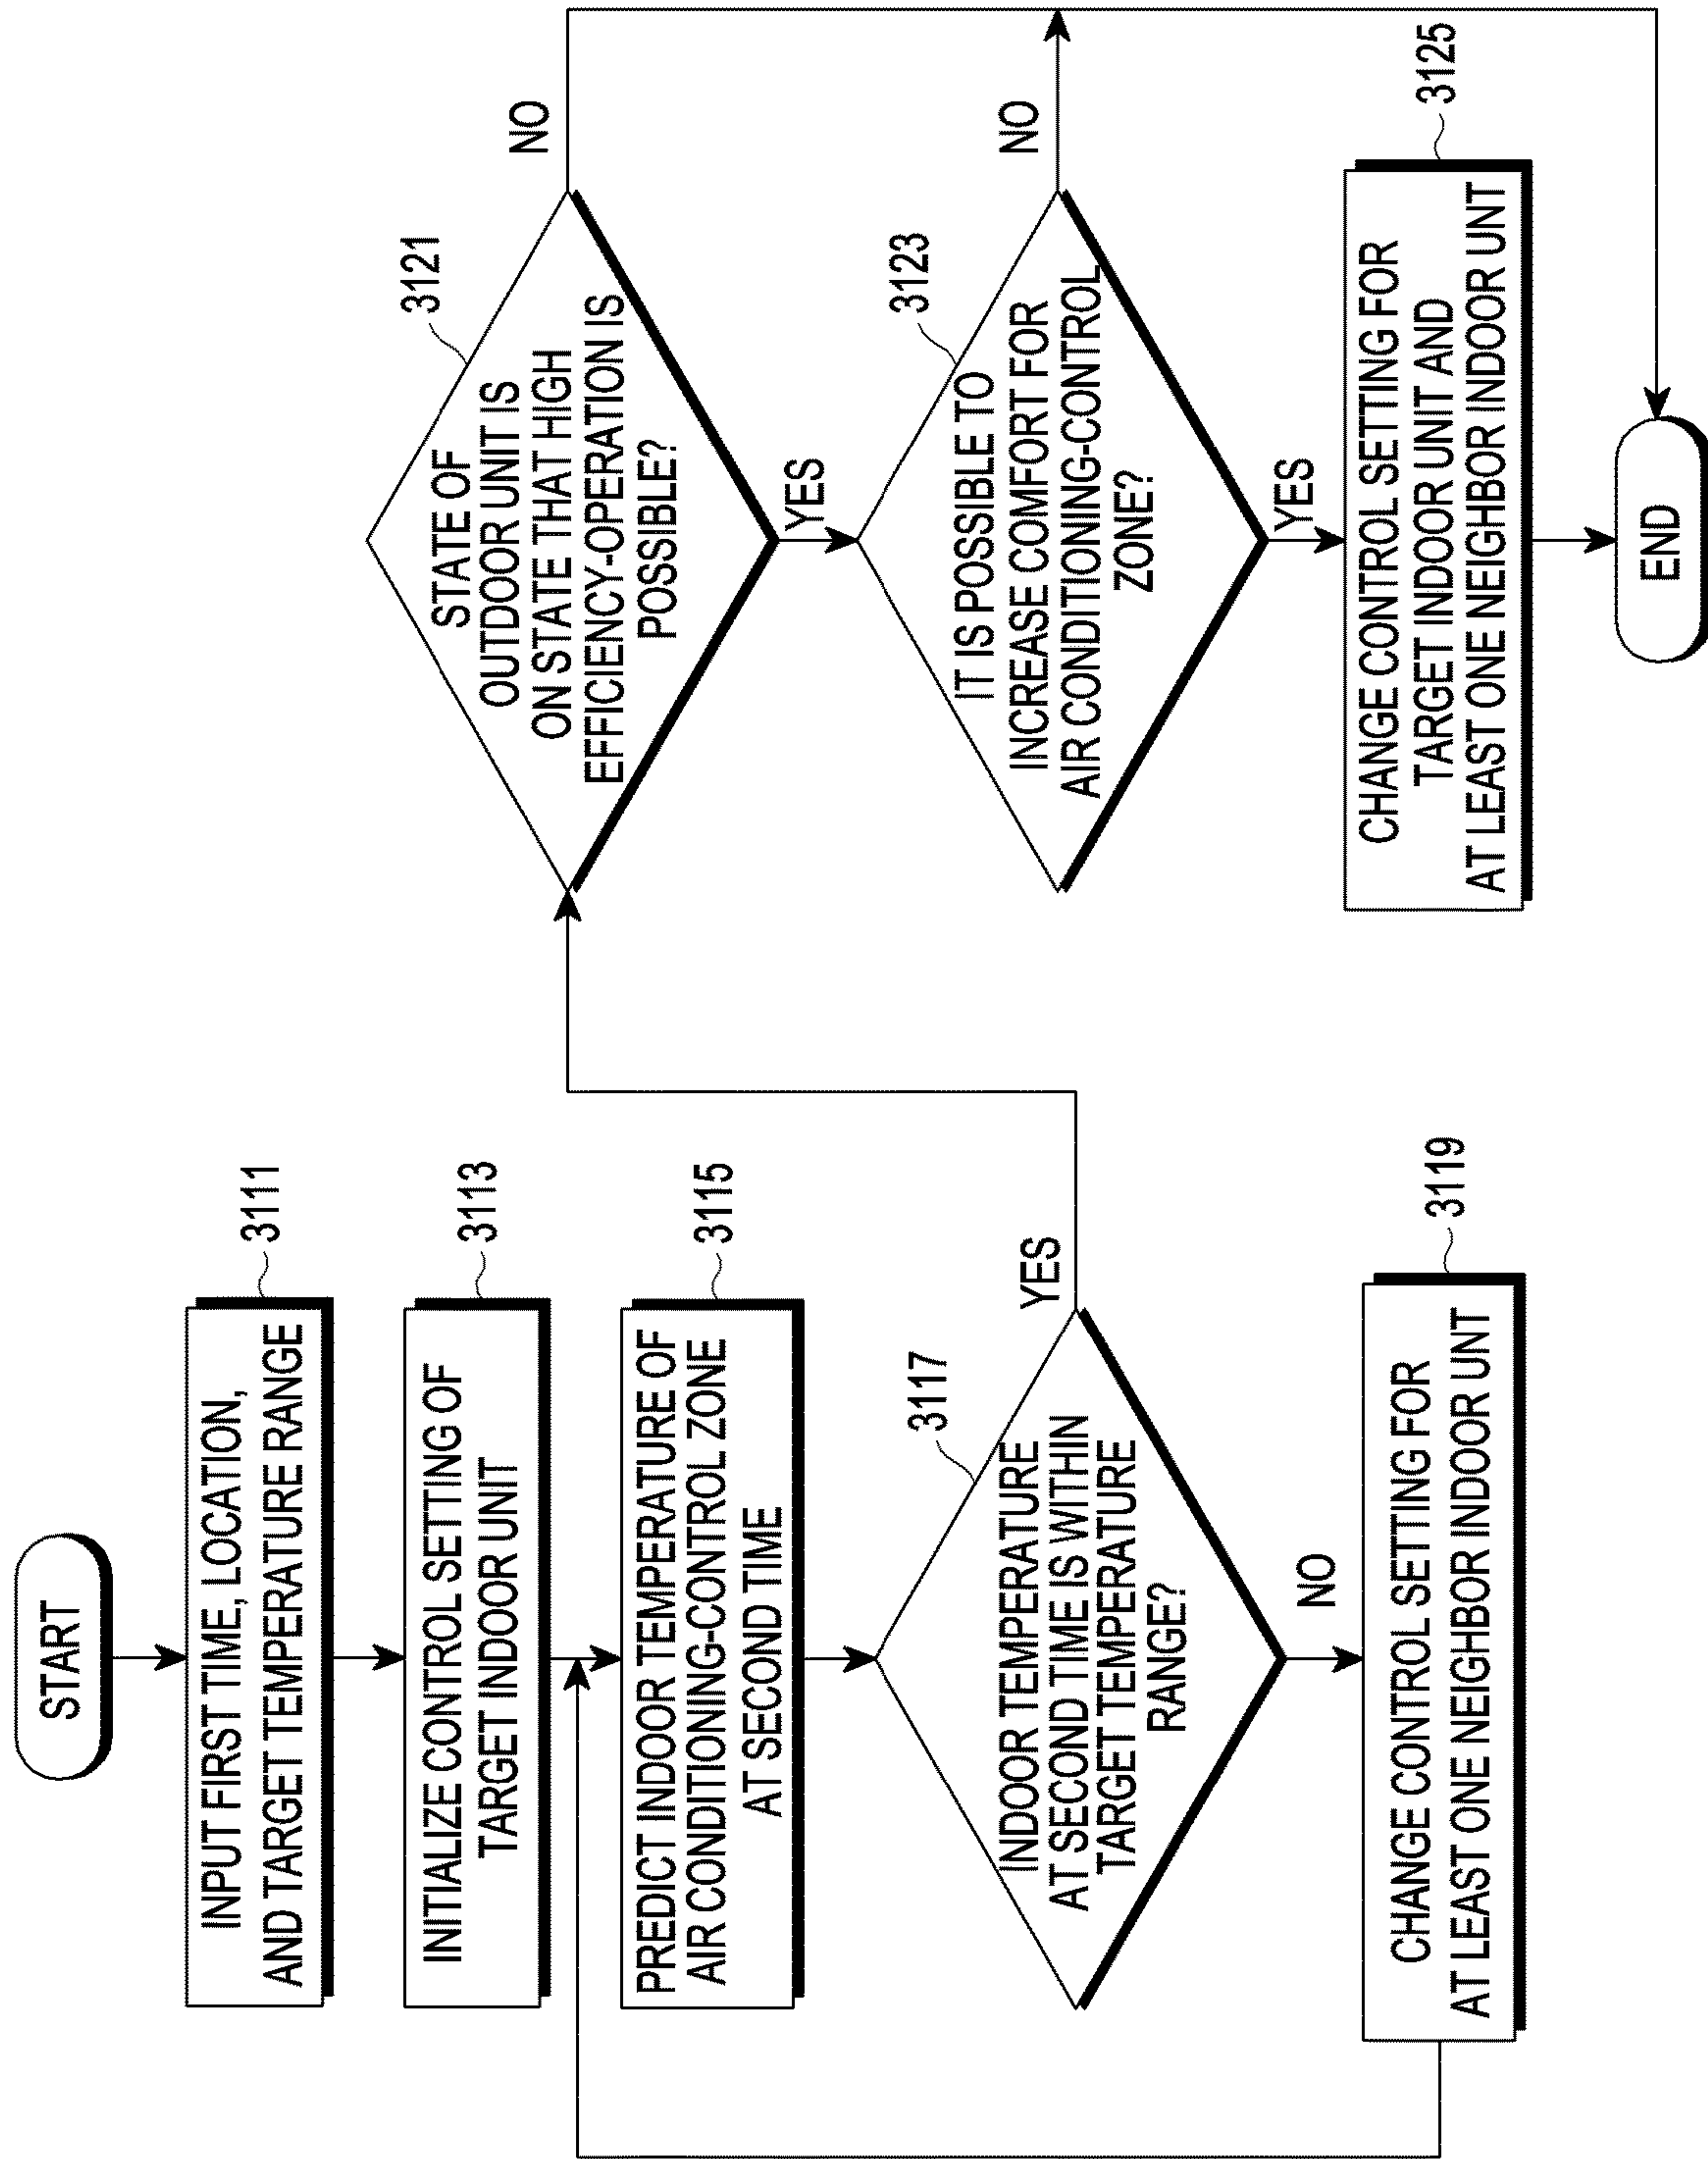 START
INPUT FIRST TIME, LOCATION,
AND TARGET TEMPERATURE RANGE
3111
INITIALIZE CONTROL SETTING OF
TARGET INDOOR UNIT
3113
PREDICT INDOOR TEMPERATURE OF
AIR CONDITIONING-CONTROL ZONE
AT SECOND TIME
3115
INDOOR TEMPERATURE
AT SECOND TIME IS WITHIN
TARGET TEMPERATURE
RANGE?
3117
YES
NO
CHANGE CONTROL SETTING FOR
AT LEAST ONE NEIGHBOR INDOOR UNT
3119
STATE OF
OUTDOOR UNIT IS
ON STATE THAT HIGH
EFFICIENCY-OPERATION IS
POSSIBLE?
3121
NO
YES
IT IS POSSIBLE TO
INCREASE COMFORT FOR
AIR CONDITIONING-CONTROL
ZONE?
3123
NO
YES
CHANGE CONTROL SETTING FOR
TARGET INDOOR UNIT AND
AT LEAST ONE NEIGHBOR INDOOR UNT
3125
END